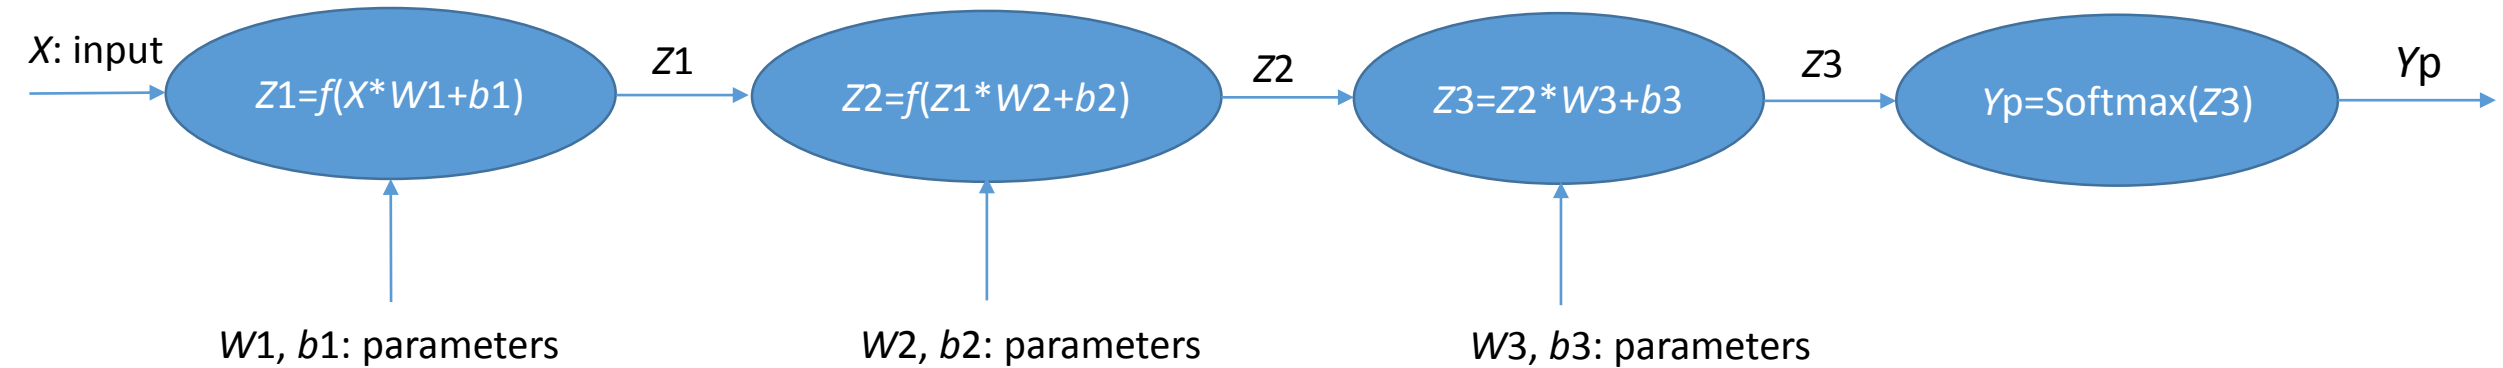 X: input
Z1=f(X*W1+b1)
Z1
Z2=f(Z1*W2+b2)
Z2
Z3=Z2*W3+b3
Z3
Yp=Softmax(Z3)
Yp
W1, b1: parameters
W2, b2: parameters
W3, b3: parameters